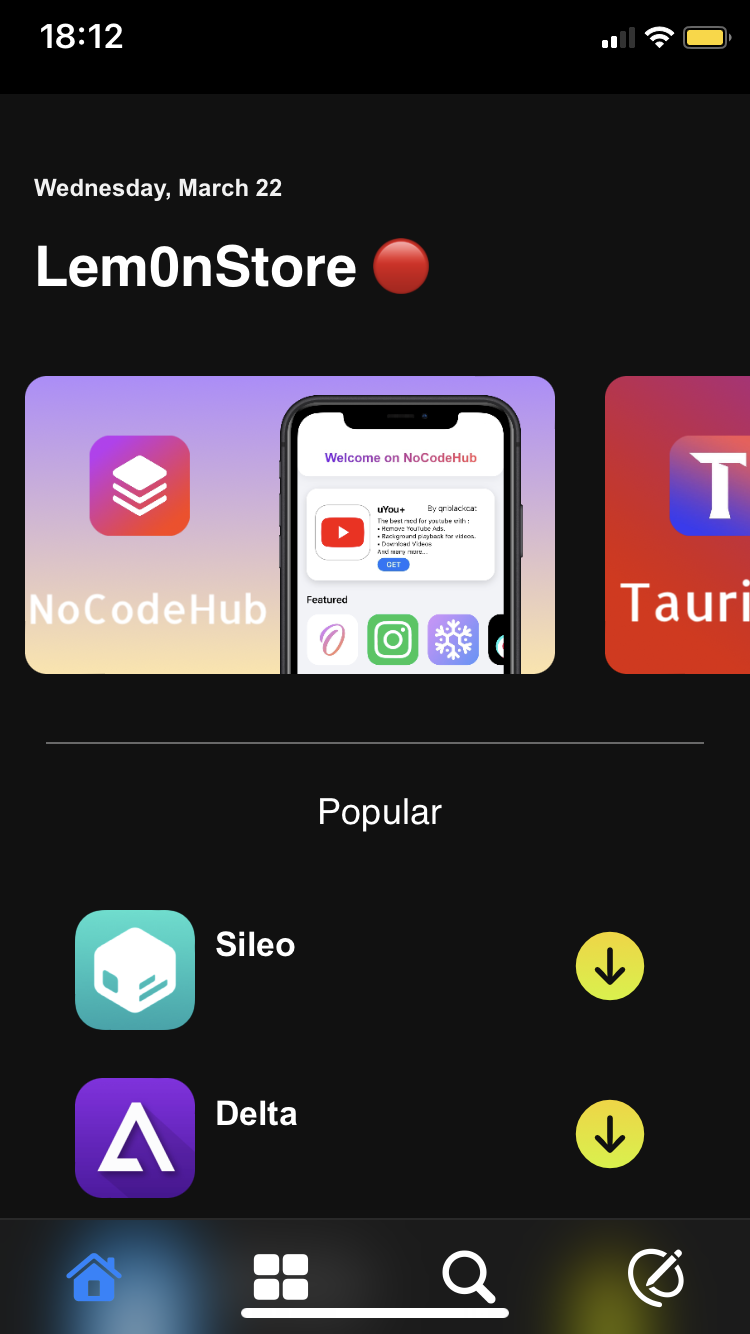 18:12
Wednesday, March 22
Lem0nStore
NoCodeHub
Welcome on NoCodeHub
uYou+ By qnblackcat
The best mod for youtube with :
• Remove YouTube Ads.
• Background playback for videos.
• Download Videos
And many more...
GET
Featured
T
Tauri
Popular
Sileo
Delta